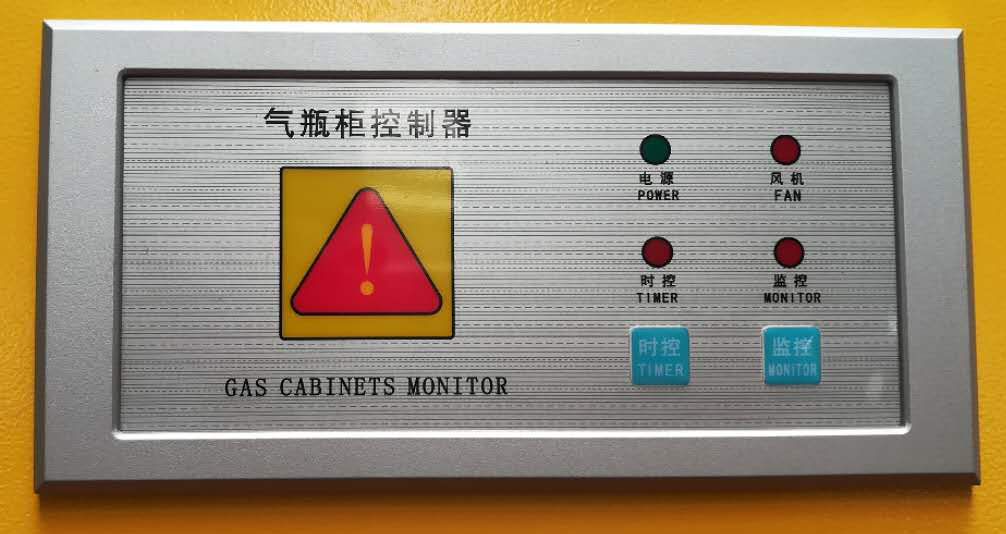 气瓶柜控制器
GAS CABINETS MONITOR
电源
POWER
风机
FAN
时控
TIMER
监控
MONITOR
时控
TIMER
监控
MONITOR